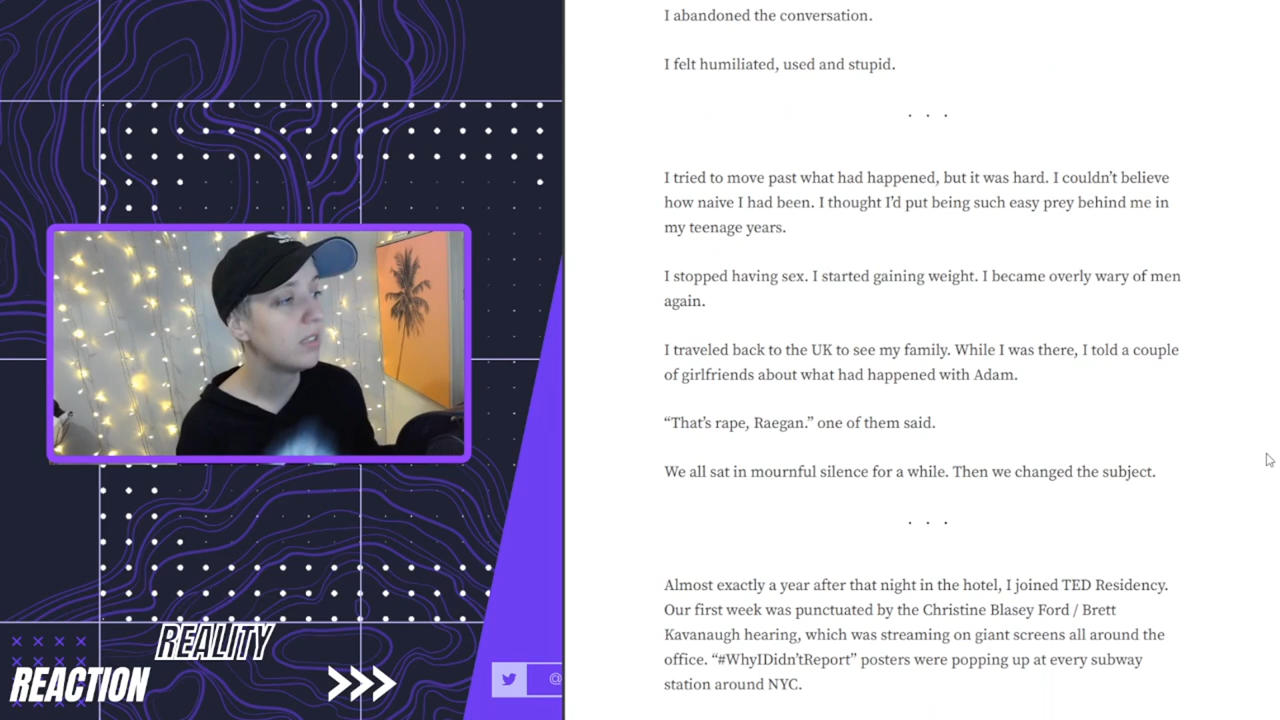 I abandoned the conversation.
I felt humiliated, used and stupid.
. . .
I tried to move past what had happened, but it was hard. I couldn’t believe
how naive I had been. I thought I’d put being such easy prey behind me in
my teenage years.
I stopped having sex. I started gaining weight. I became overly wary of men
again.
I traveled back to the UK to see my family. While I was there, I told a couple
of girlfriends about what had happened with Adam.
“That’s rape, Raegan.” one of them said.
We all sat in mournful silence for a while. Then we changed the subject.
. . .
Almost exactly a year after that night in the hotel, I joined TED Residency.
Our first week was punctuated by the Christine Blasey Ford / Brett
Kavanaugh hearing, which was streaming on giant screens all around the
office. “#WhyIDidn’tReport” posters were popping up at every subway
station around NYC.
REALITY
REACTION
@